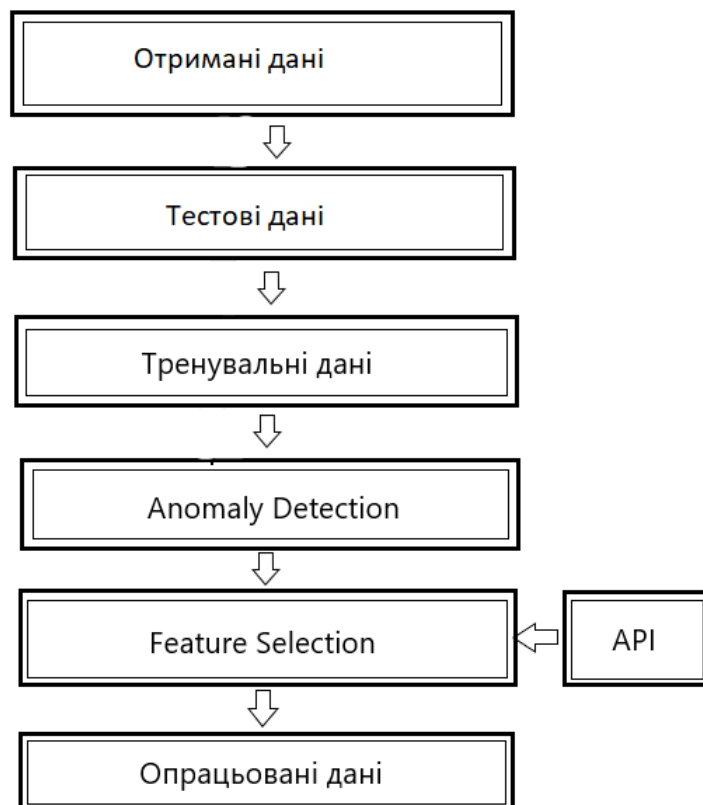 Отримані дані
Тестові дані
Тренувальні дані
Anomaly Detection
Feature Selection
API
Опрацьовані дані